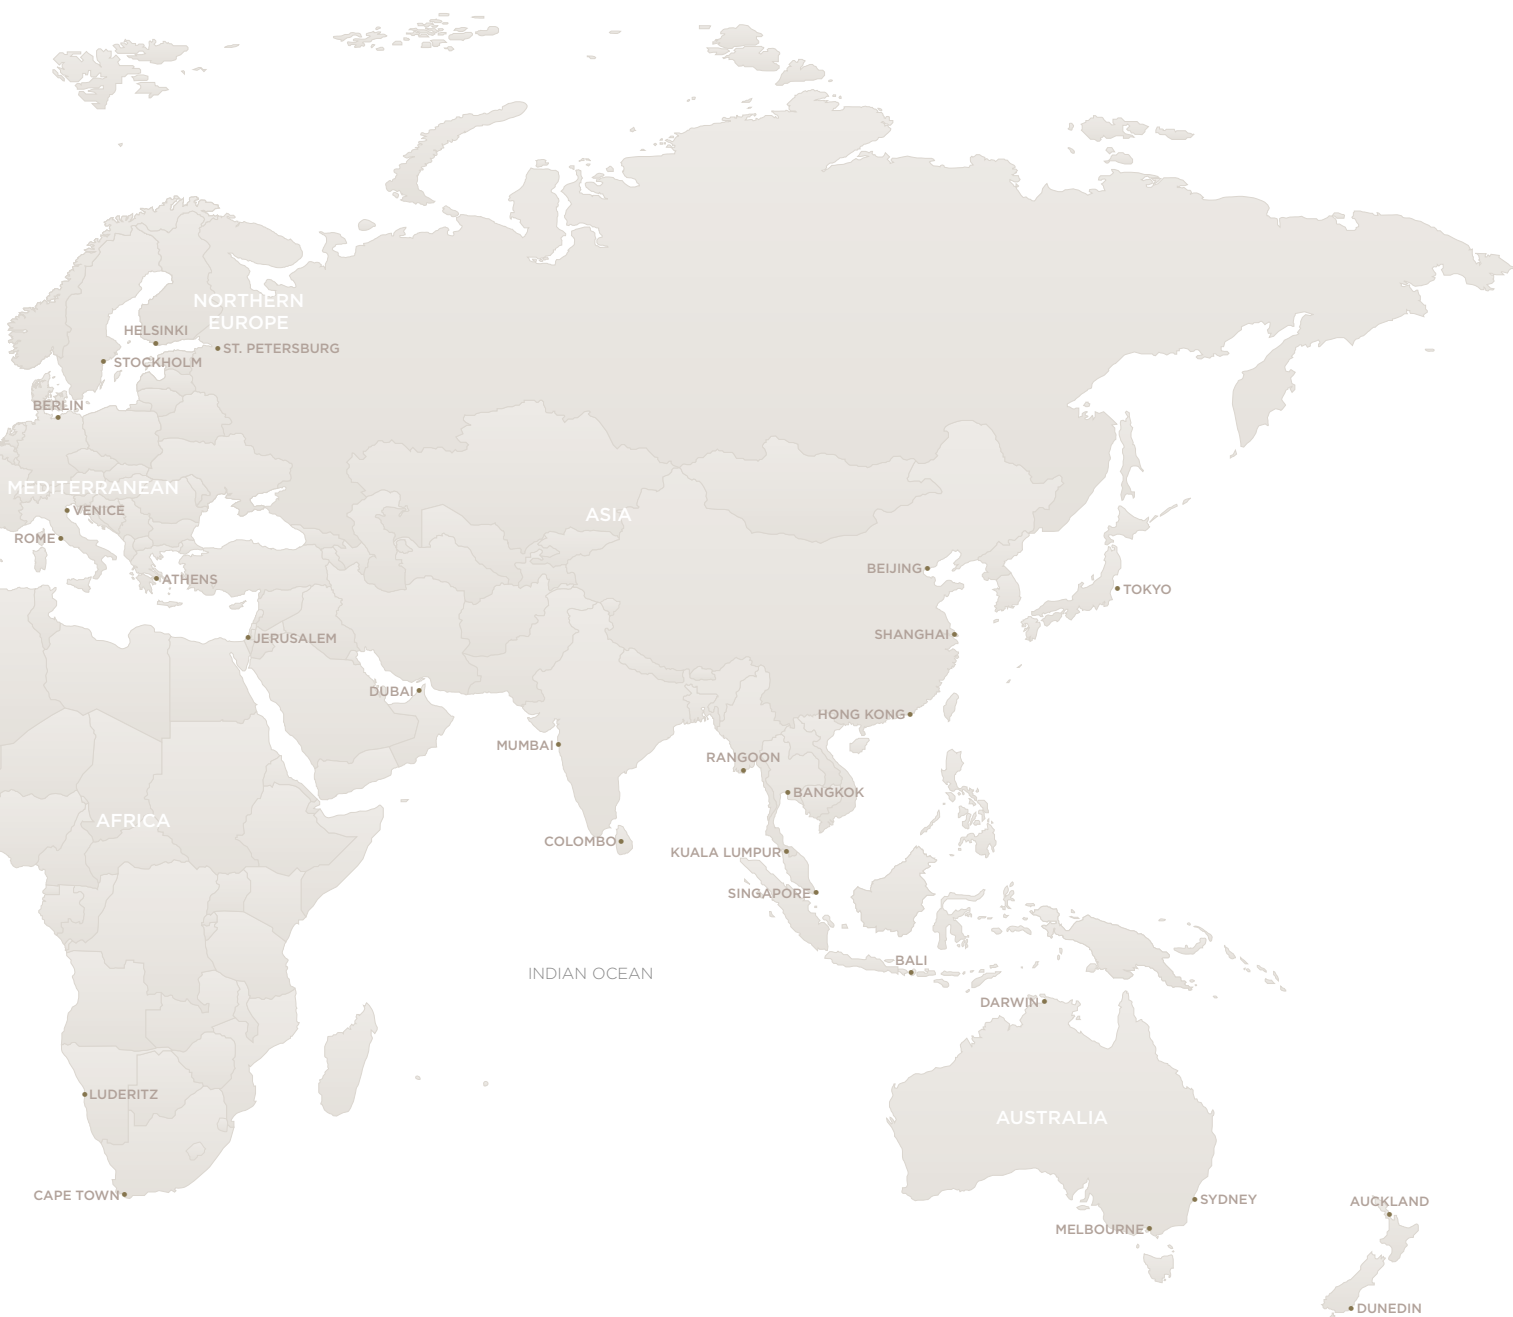 NORTHERN
EUROPE
HELSINKI
ST. PETERSBURG
STOCKHOLM
BERLIN
MEDITERRANEAN
VENICE
ASIA
ROME
BEIJING
ATHENS
TOKYO
SHANGHAI
JERUSALEM
DUBAI
HONG KONG
MUMBAI
RANGOON
BANGKOK
AFRICA
COLOMBO
KUALA LUMPUR
SINGAPORE
BALI
INDIAN OCEAN
DARWIN
LUDERITZ
AUSTRALIA
CAPE TOWN
SYDNEY
AUCKLAND
MELBOURNE
DUNEDIN